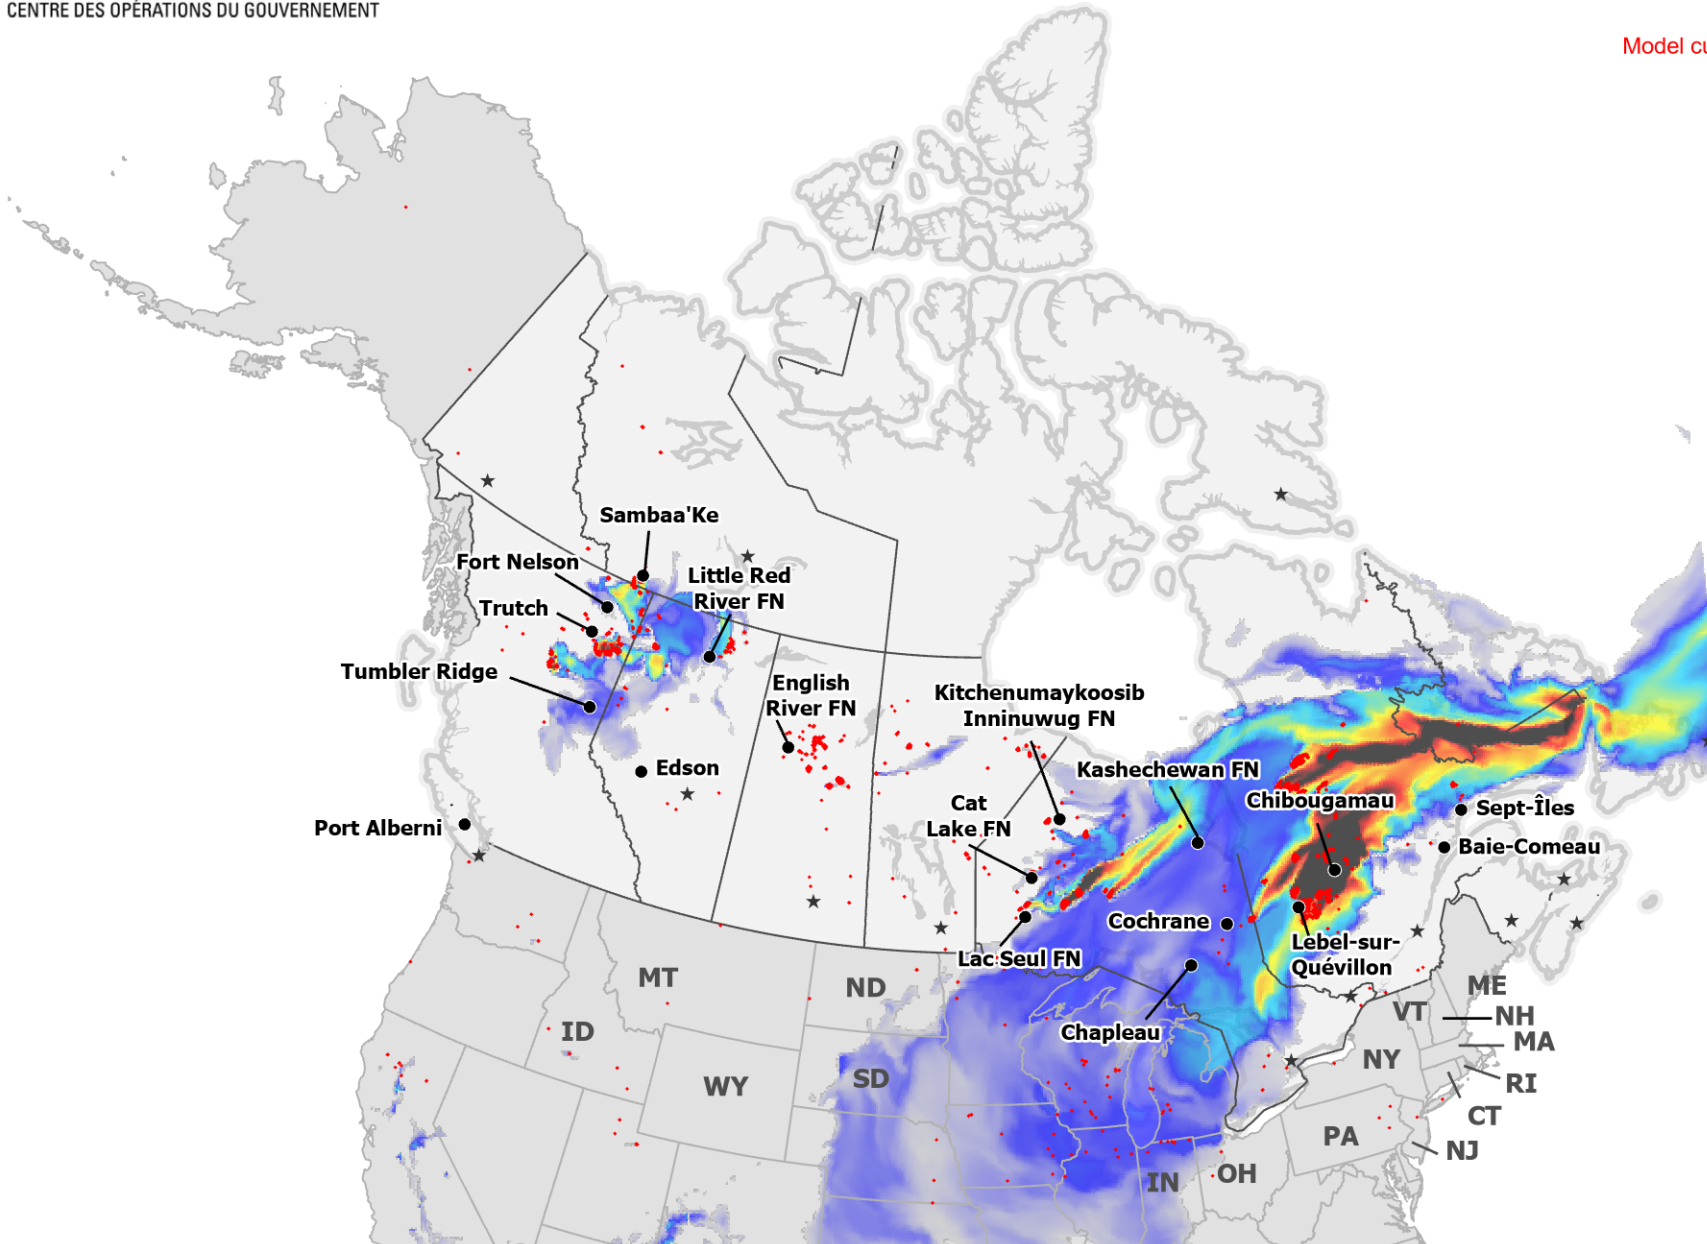 CENTRE DES OPÉRATIONS DU GOUVERNEMENT
Model cu
Sambaa'Ke
Fort Nelson
Little Red
River FN
Trutch
Tumbler Ridge
English
River FN
Kitchenumaykoosib
Inninuwug FN
Edson
Kashechewan FN
Chibougamau
Cat
Lake FN
Sept-Îles
Port Alberni
Baie-Comeau
Cochrane
Lebel-sur-
Quévillon
Lac Seul FN
MT
ND
ME
VT
NH
Chapleau
ID
MA
NY
SD
WY
RI
CT
PA
NJ
OH
IN